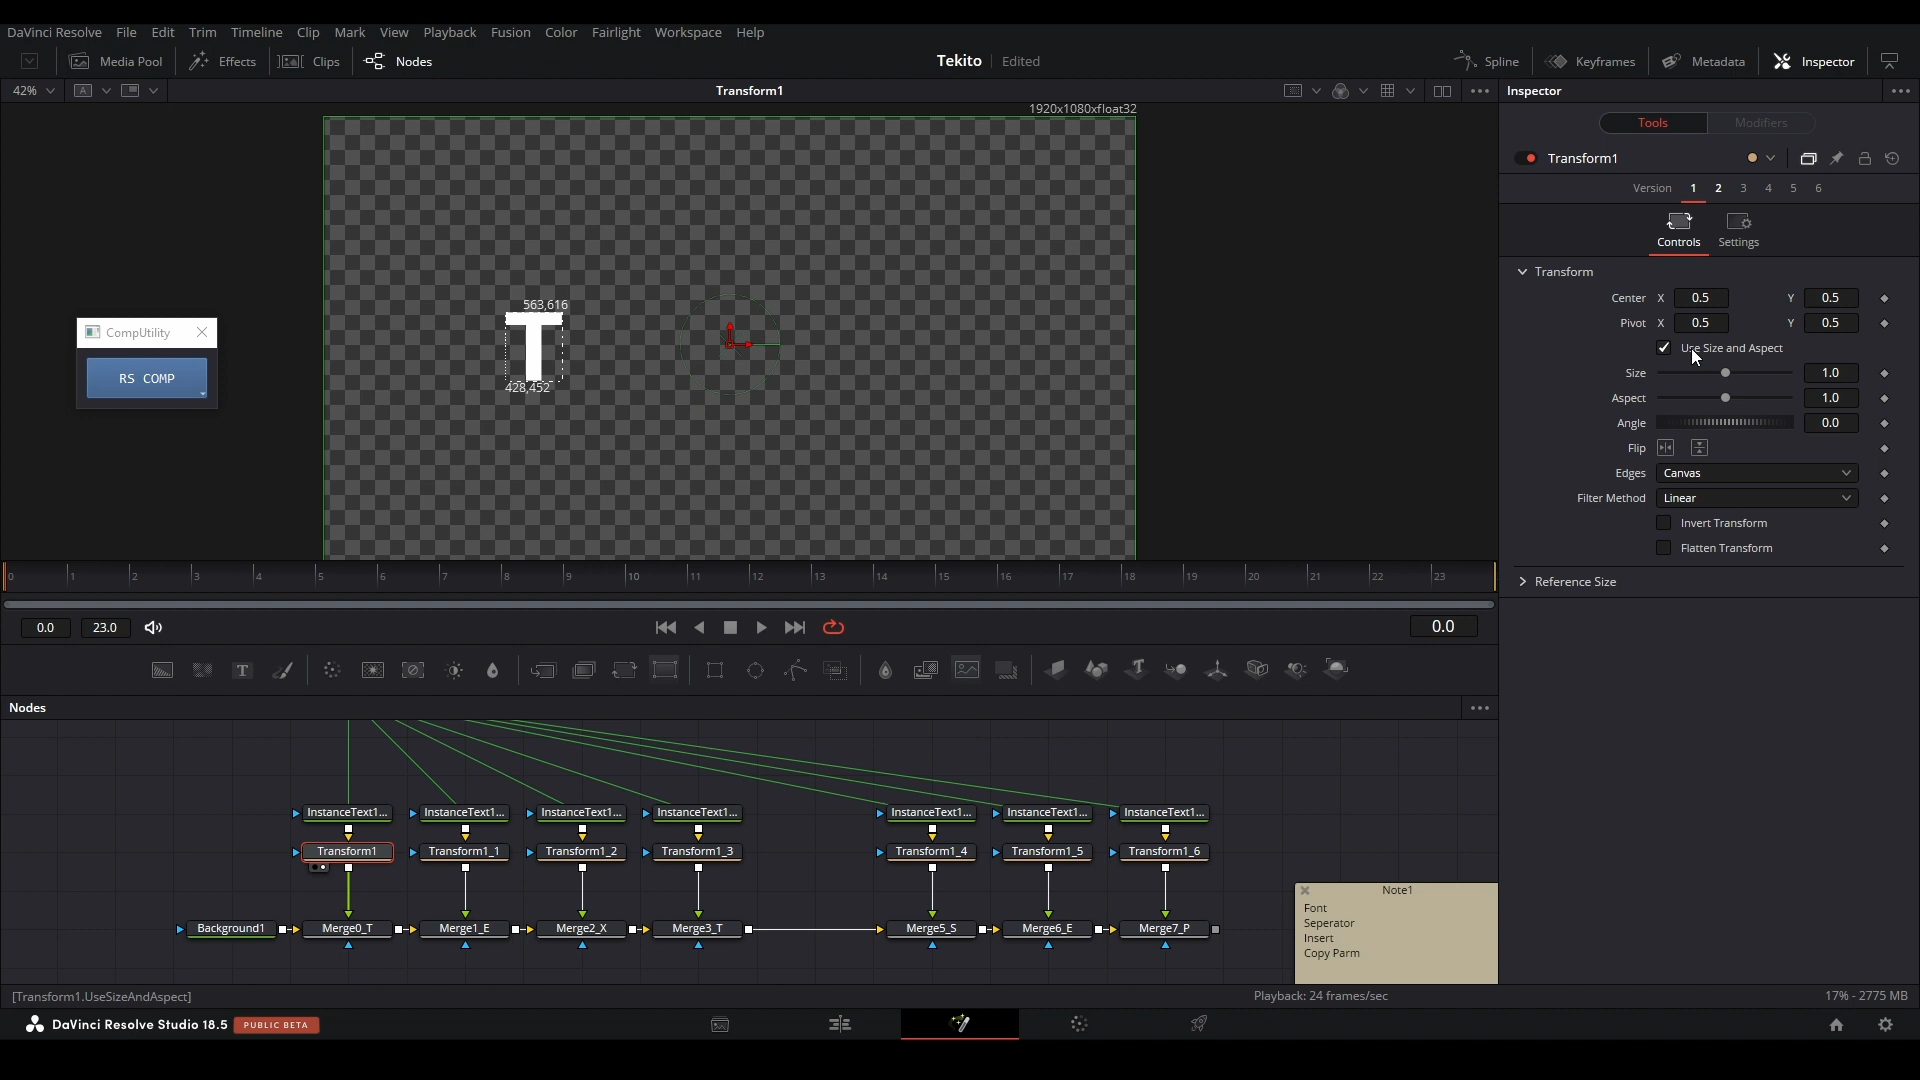 DaVinci Resolve File Edit Trim Timeline Clip Mark View Playback Fusion Color Fairlight Workspace Help
Media Pool Effects Clips Nodes Tekito Edited Spline Keyframes Metadata Inspector
42% A Transform1 Inspector
1920x1080xfloat32
Tools Modifiers
Transform1
Version 1 2 3 4 5 6
Controls Settings
Transform
Center X 0.5 Y 0.5
Pivot X 0.5 Y 0.5
Use Size and Aspect
Size 1.0
Aspect 1.0
Angle 0.0
Flip
Edges Canvas
Filter Method Linear
Invert Transform
Flatten Transform
Reference Size
563,616
T
428,452
CompUtility
RS COMP
0 1 2 3 4 5 6 7 8 9 10 11 12 13 14 15 16 17 18 19 20 21 22 23
0.0 23.0 0.0
Nodes
InstanceText1... InstanceText1... InstanceText1... InstanceText1... InstanceText1... InstanceText1... InstanceText1...
Transform1 Transform1_1 Transform1_2 Transform1_3 Transform1_4 Transform1_5 Transform1_6
Background1 Merge0_T Merge1_E Merge2_X Merge3_T Merge5_S Merge6_E Merge7_P
Note1
Font
Seperator
Insert
Copy Parm
[Transform1.UseSizeAndAspect] Playback: 24 frames/sec 17% - 2775 MB
DaVinci Resolve Studio 18.5 PUBLIC BETA